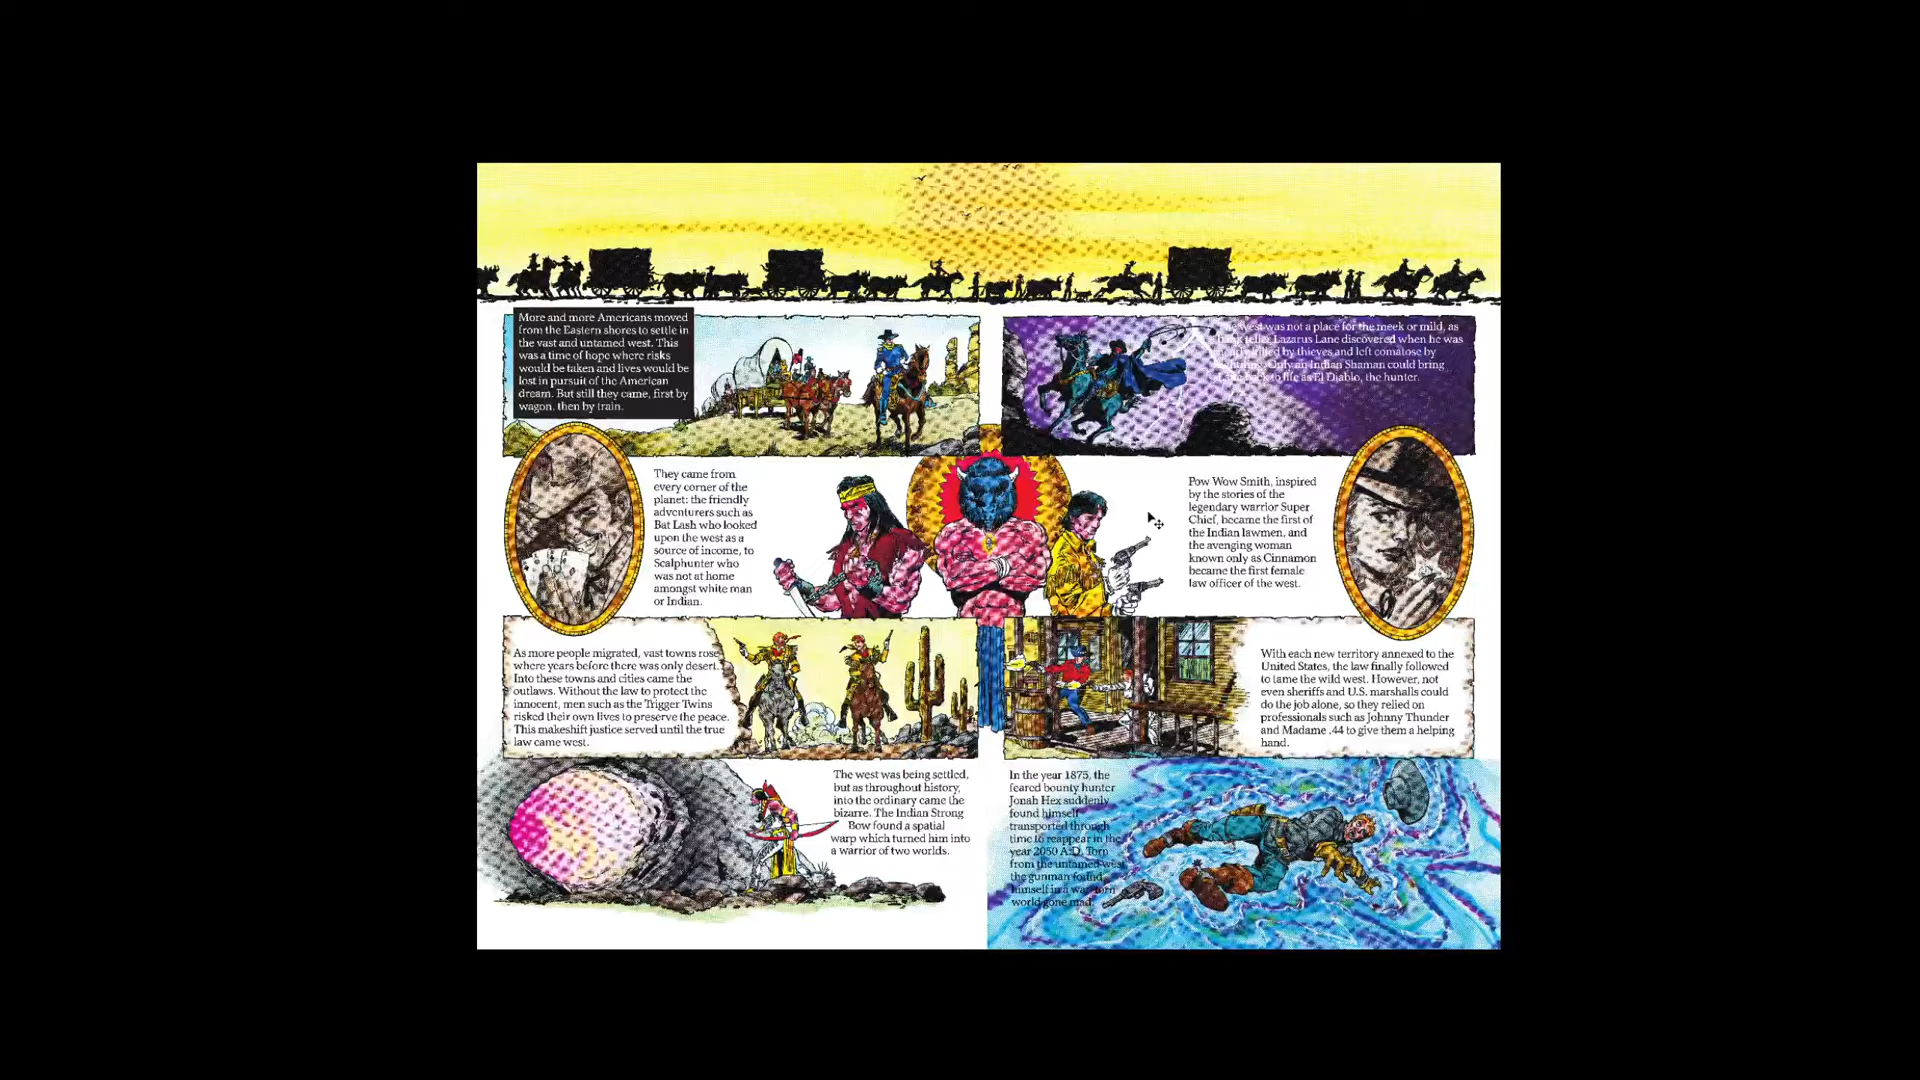 More and more Americans moved
from the Eastern shores to settle in
the vast and untamed west. This
was a time of hope where risks
would be taken and lives would be
lost in pursuit of the American
dream. But still they came, first by
wagon, then by train.
west was not a place for the meek or mild, as
bank teller Lazarus Lane discovered when he was
nearly killed by thieves and left comatose by
lightning. Only an Indian Shaman could bring
back to life as El Diablo, the hunter.
They came from
every corner of the
planet: the friendly
adventurers such as
Bat Lash who looked
upon the west as a
source of income, to
Scalphunter who
was not at home
amongst white man
or Indian.
Pow Wow Smith, inspired
by the stories of the
legendary warrior Super
Chief, became the first of
the Indian lawmen, and
the avenging woman
known only as Cinnamon
became the first female
law officer of the west.
As more people migrated, vast towns rose
where years before there was only desert.
Into these towns and cities came the
outlaws. Without the law to protect the
innocent, men such as the Trigger Twins
risked their own lives to preserve the peace.
This makeshift justice served until the true
law came west.
With each new territory annexed to the
United States, the law finally followed
to tame the wild west. However, not
even sheriffs and U.S. marshalls could
do the job alone, so they relied on
professionals such as Johnny Thunder
and Madame .44 to give them a helping
hand.
The west was being settled,
but as throughout history,
into the ordinary came the
bizarre. The Indian Strong
Bow found a spatial
warp which turned him into
a warrior of two worlds.
In the year 1875, the
feared bounty hunter
Jonah Hex suddenly
found himself
transported through
time to reappear in the
year 2050 A.D. Torn
from the untamed west
the gunman found
himself in a war-torn
world gone mad.